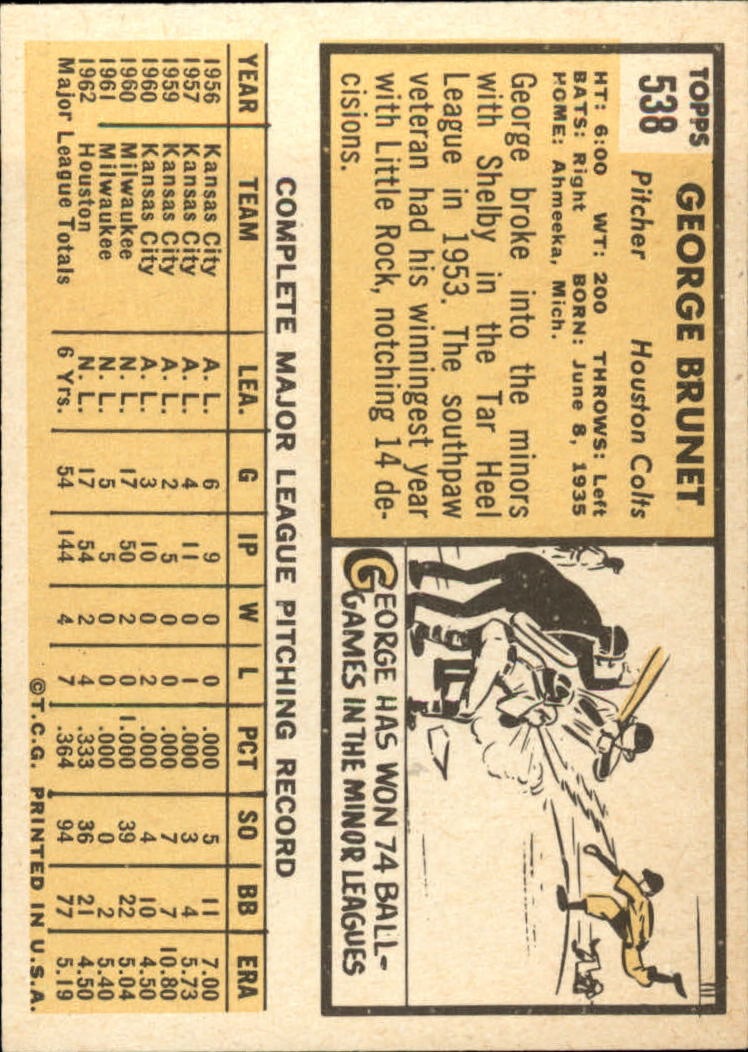 TOPPS
538
GEORGE BRUNET
Pitcher Houston Colts
HT: 6:00 WT: 200 THROWS: Left
BATS: Right BORN: June 8, 1935
HOME: Ahmeeka, Mich.
George broke into the minors
with Shelby in the Tar Heel
League in 1953. The southpaw
veteran had his winningest year
with Little Rock, notching 14 de-
cisions.
GEORGE HAS WON 74 BALL-
GAMES IN THE MINOR LEAGUES
COMPLETE MAJOR LEAGUE PITCHING RECORD
YEAR TEAM LEA. G IP W L PCT SO BB ERA
1956 Kansas City A. L. 6 9 0 0 .000 5 11 7.00
1957 Kansas City A. L. 4 11 0 1 .000 3 4 5.73
1959 Kansas City A. L. 2 5 0 0 .000 7 7 10.80
1960 Kansas City A. L. 3 10 0 2 .000 4 10 4.50
1960 Milwaukee N. L. 17 50 2 0 1.000 39 22 5.04
1961 Milwaukee N. L. 5 5 0 0 .000 0 2 5.40
1962 Houston N. L. 17 54 2 4 .333 36 21 4.50
Major League Totals 6 Yrs. 54 144 4 7 .364 94 77 5.19
©T.C.G. PRINTED IN U.S.A.